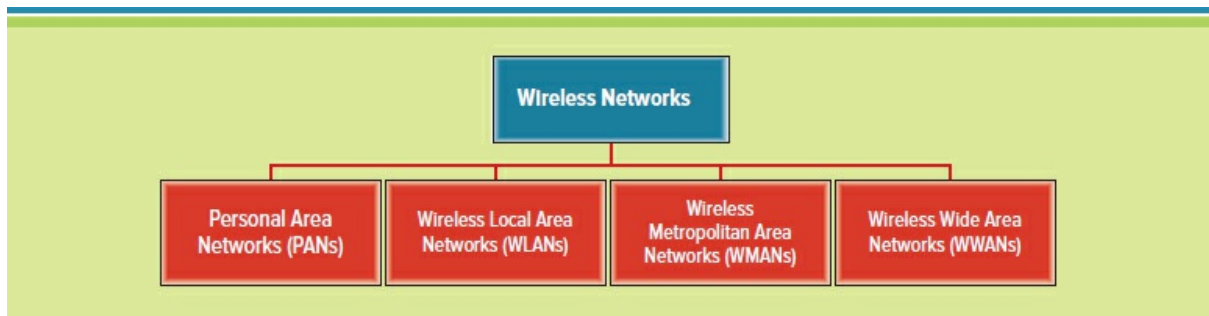 Wireless Networks
Personal Area
Networks (PANs)
Wireless Local Area
Networks (WLANs)
Wireless
Metropolitan Area
Networks (WMANs)
Wireless Wide Area
Networks (WWANs)